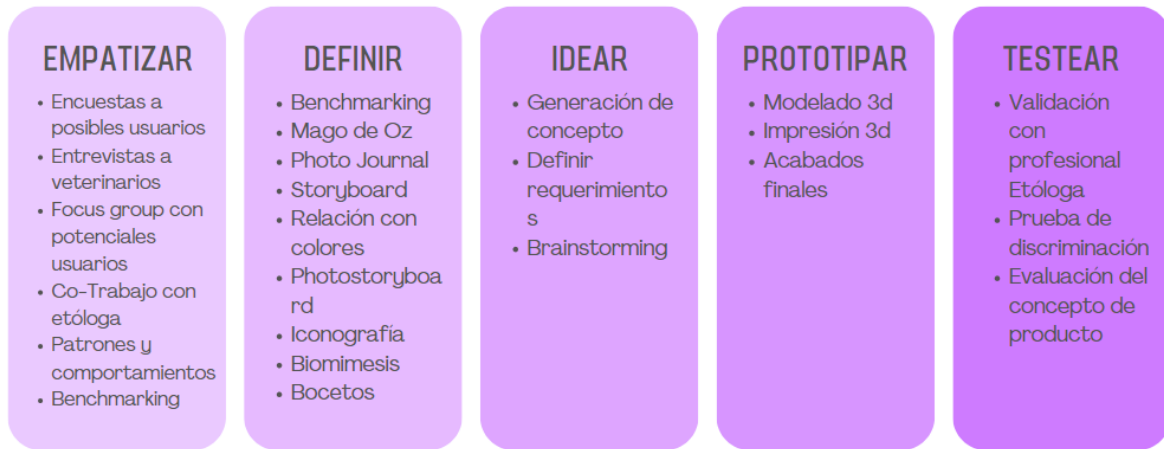 EMPATIZAR
• Encuestas a
posibles usuarios
• Entrevistas a
veterinarios
• Focus group con
potenciales
usuarios
• Co-Trabajo con
etóloga
• Patrones y
comportamientos
• Benchmarking
DEFINIR
• Benchmarking
• Mago de Oz
• Photo Journal
• Storyboard
• Relación con
colores
• Photostoryboa
rd
• Iconografía
• Biomimesis
• Bocetos
IDEAR
• Generación de
concepto
• Definir
requerimiento
s
• Brainstorming
PROTOTIPAR
• Modelado 3d
• Impresión 3d
• Acabados
finales
TESTEAR
• Validación
con
profesional
Etóloga
• Prueba de
discriminación
• Evaluación del
concepto de
producto